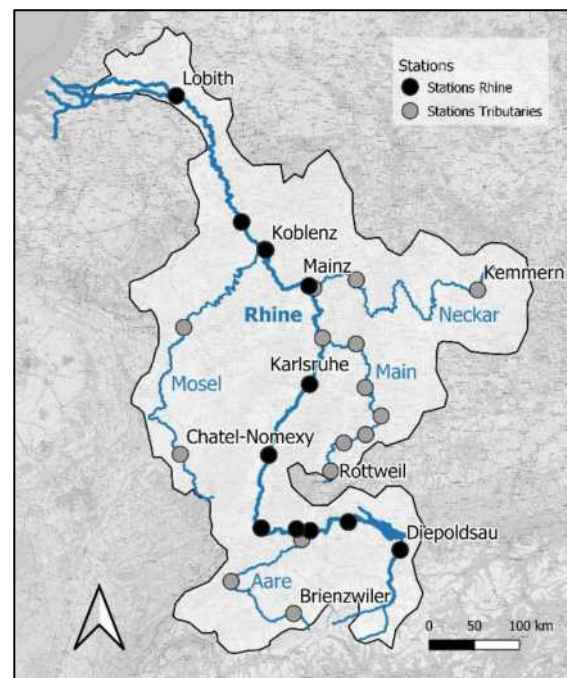 Stations
Stations Rhine
Stations Tributaries
Lobith
Koblenz
Mainz
Kemmern
Rhine
Neckar
Karlsruhe
Main
Mosel
Chatel-Nomexy
Rottweil
Diepoldsau
Aare
Brienzwiler
0 50 100 km